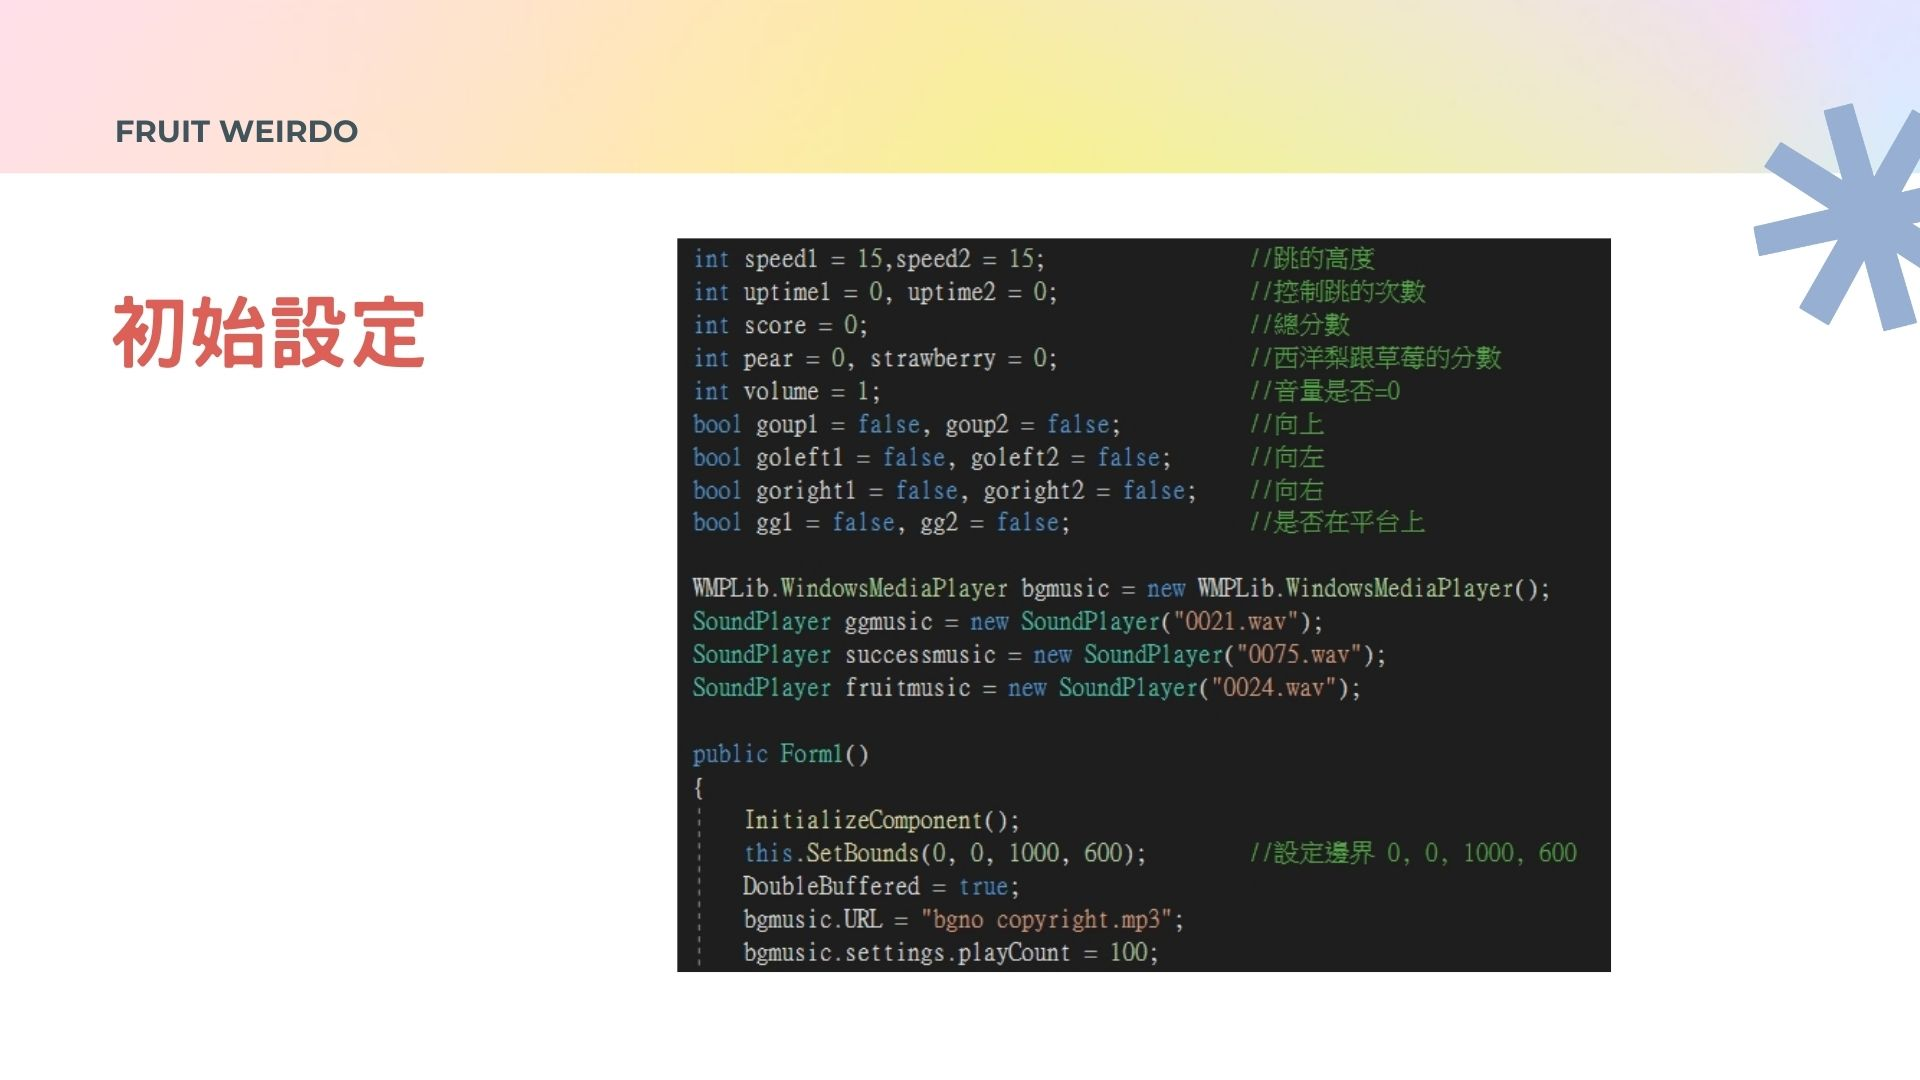 FRUIT WEIRDO
初始設定
int speed1 = 15,speed2 = 15; //跳的高度
int uptime1 = 0, uptime2 = 0; //控制跳的次數
int score = 0; //總分數
int pear = 0, strawberry = 0; //西洋梨跟草莓的分數
int volume = 1; //音量是否=0
bool goup1 = false, goup2 = false; //向上
bool goleft1 = false, goleft2 = false; //向左
bool goright1 = false, goright2 = false; //向右
bool gg1 = false, gg2 = false; //是否在平台上
WMPLib.WindowsMediaPlayer bgmusic = new WMPLib.WindowsMediaPlayer();
SoundPlayer ggmusic = new SoundPlayer("0021.wav");
SoundPlayer successmusic = new SoundPlayer("0075.wav");
SoundPlayer fruitmusic = new SoundPlayer("0024.wav");
public Form1()
{
InitializeComponent();
this.SetBounds(0, 0, 1000, 600); //設定邊界 0, 0, 1000, 600
DoubleBuffered = true;
bgmusic.URL = "bgno copyright.mp3";
bgmusic.settings.playCount = 100;